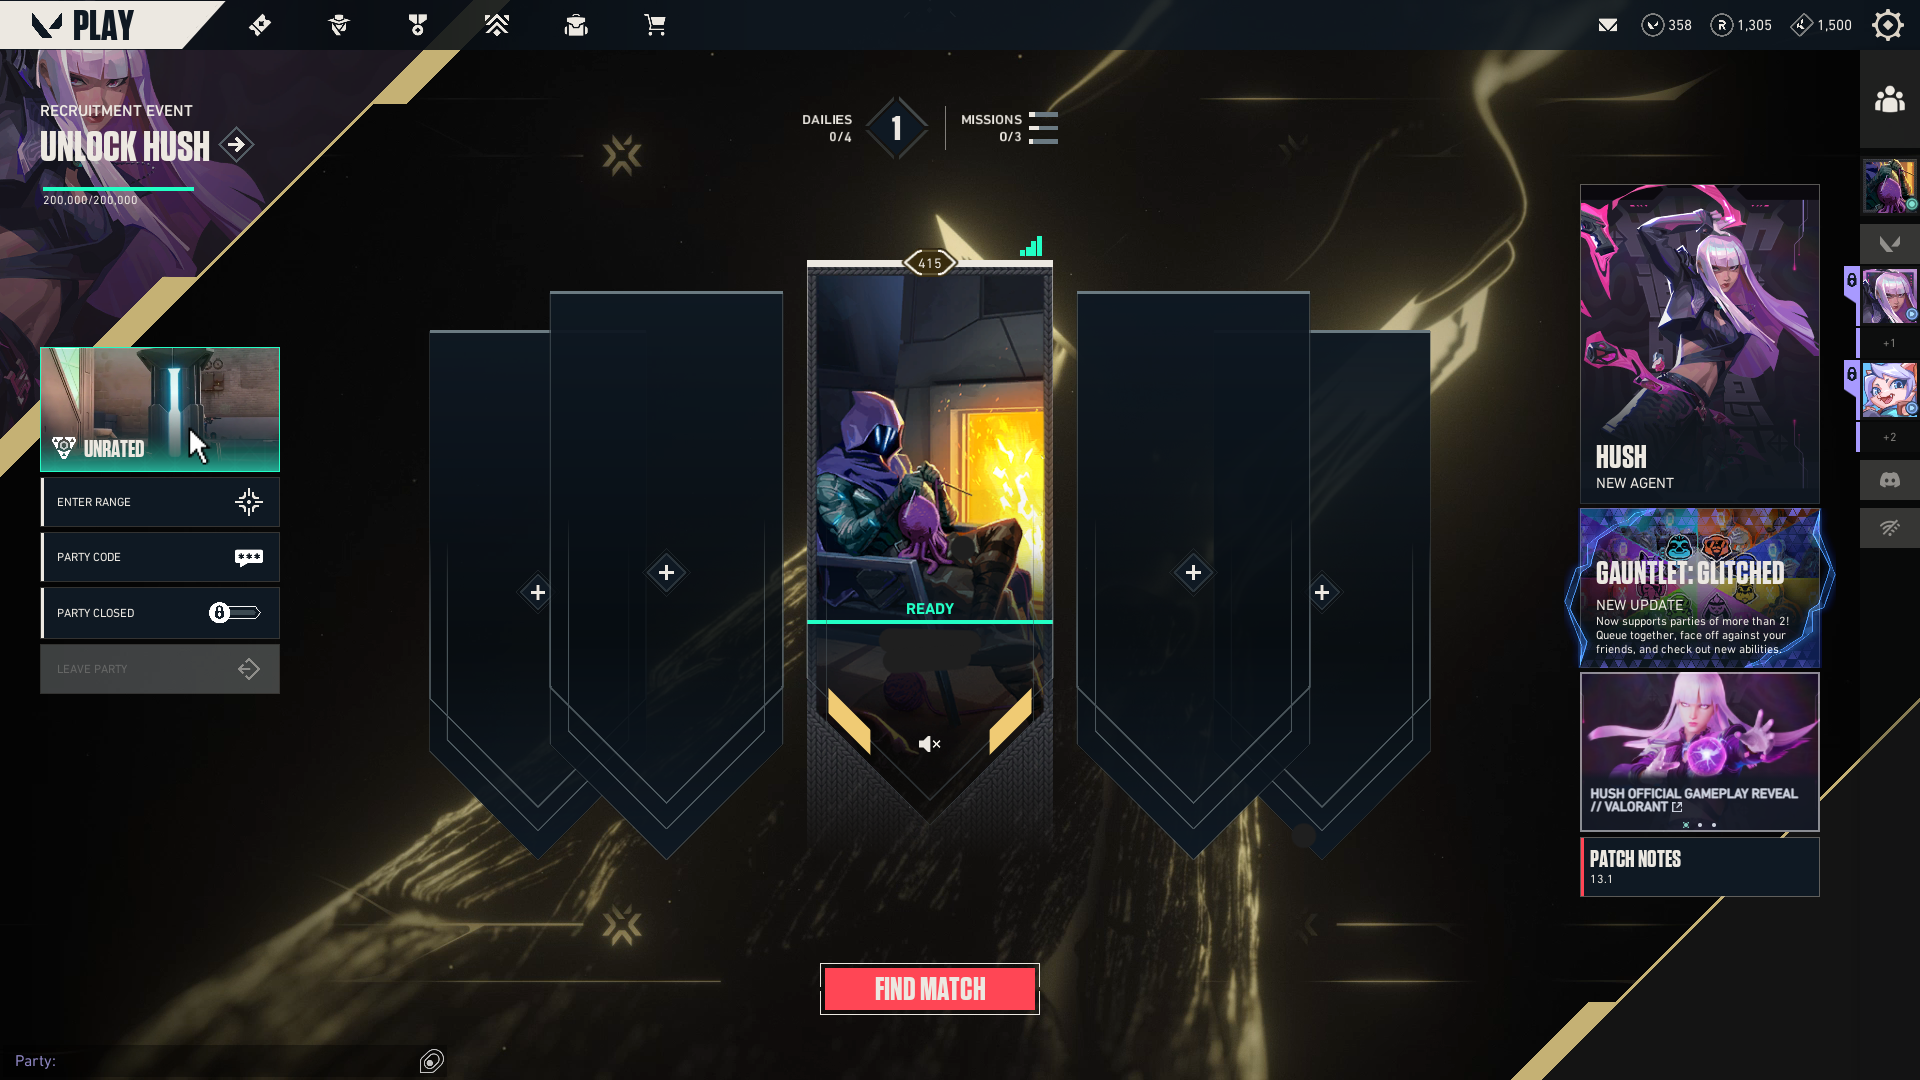 PLAY
358
1,305
1,500
RECRUITMENT EVENT
UNLOCK HUSH
200,000/200,000
DAILIES
0/4
1
MISSIONS
0/3
415
UNRATED
ENTER RANGE
PARTY CODE
PARTY CLOSED
LEAVE PARTY
READY
FIND MATCH
HUSH
NEW AGENT
GAUNTLET: GLITCHED
NEW UPDATE
Now supports parties of more than 2!
Queue together, face off against your
friends, and check out new abilities.
HUSH OFFICIAL GAMEPLAY REVEAL
// VALORANT
PATCH NOTES
13.1
+1
+2
Party: